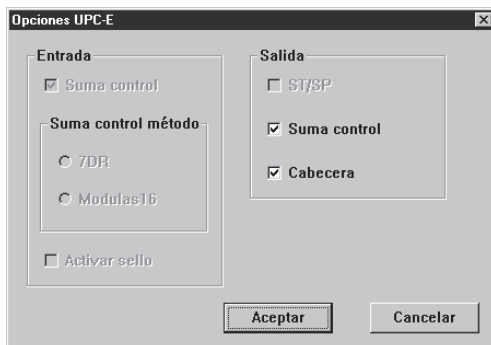 Opciones UPC-E
Entrada
Suma control
Suma control método
7DR
Modulas16
Activar sello
Salida
ST/SP
Suma control
Cabecera
Aceptar
Cancelar